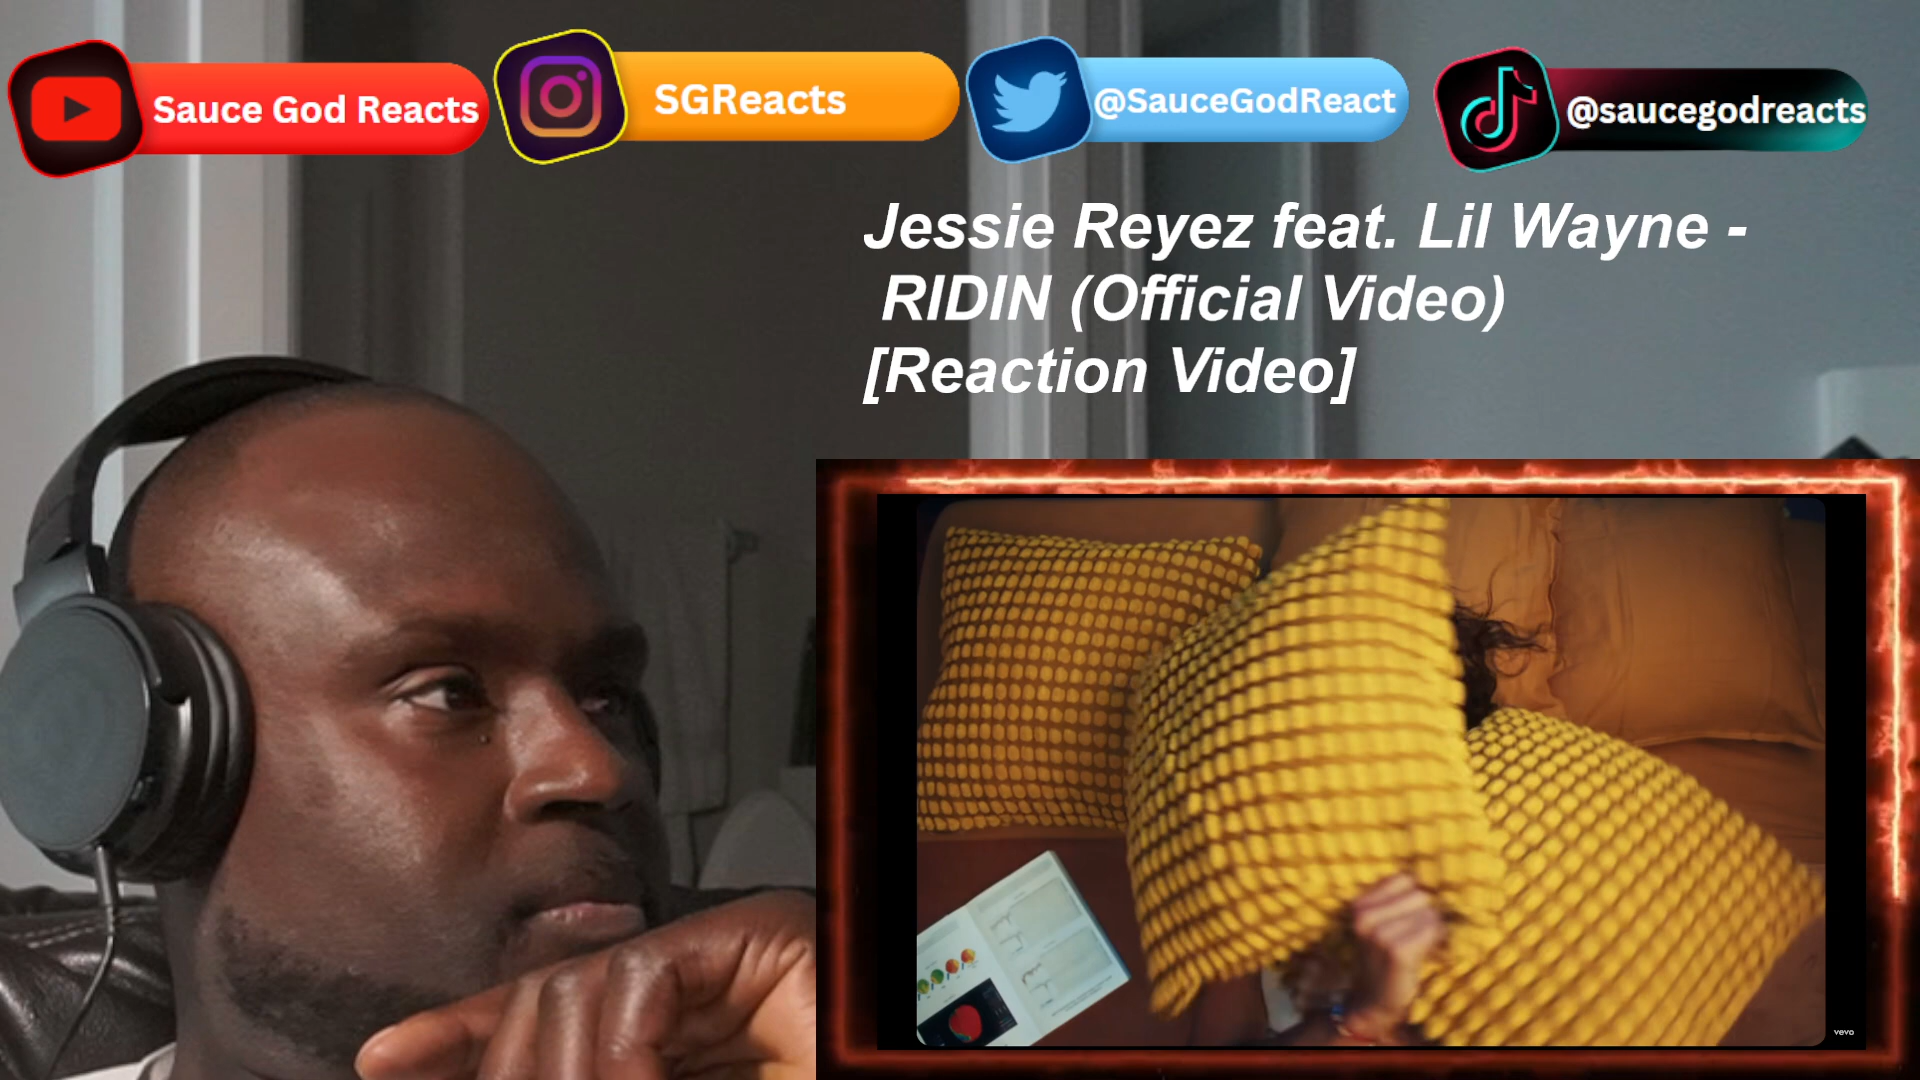 Sauce God Reacts
SGReacts
@SauceGodReact
@saucegodreacts
Jessie Reyez feat. Lil Wayne -
RIDIN (Official Video)
[Reaction Video]
vevo